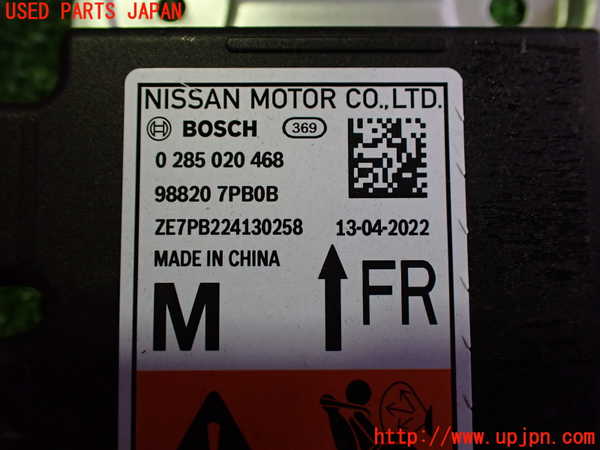 USED PARTS JAPAN
NISSAN MOTOR CO.,LTD.
BOSCH 369
0 285 020 468
98820 7PB0B
ZE7PB224130258 13-04-2022
MADE IN CHINA
M FR
http://www.upjpn.com/